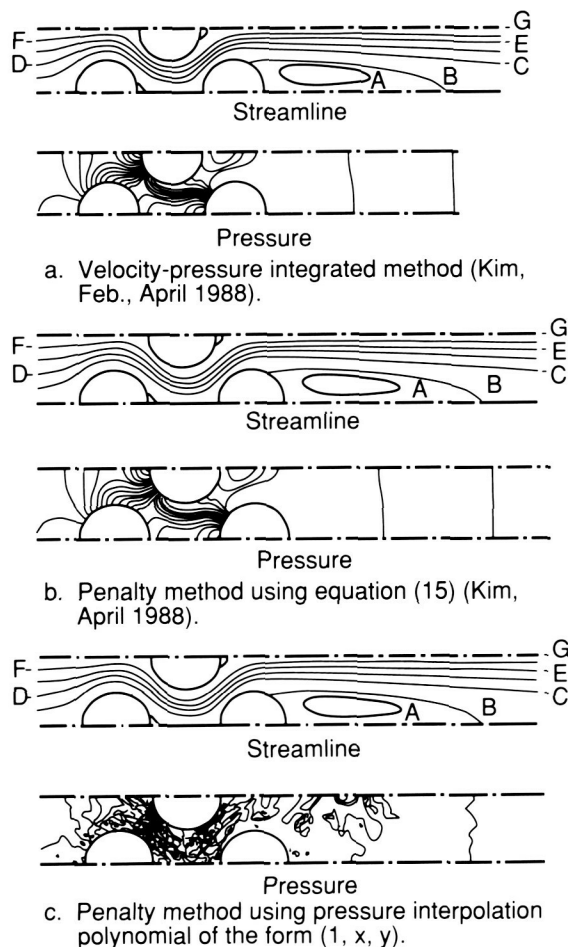 G
F-
E
D-
C
A
B
Streamline
Pressure
a. Velocity-pressure integrated method (Kim,
Feb., April 1988).
G
F-
E
D-
C
A
B
Streamline
Pressure
b. Penalty method using equation (15) (Kim,
April 1988).
G
F-
E
D-
C
A
B
Streamline
Pressure
c. Penalty method using pressure interpolation
polynomial of the form (1, x, y).